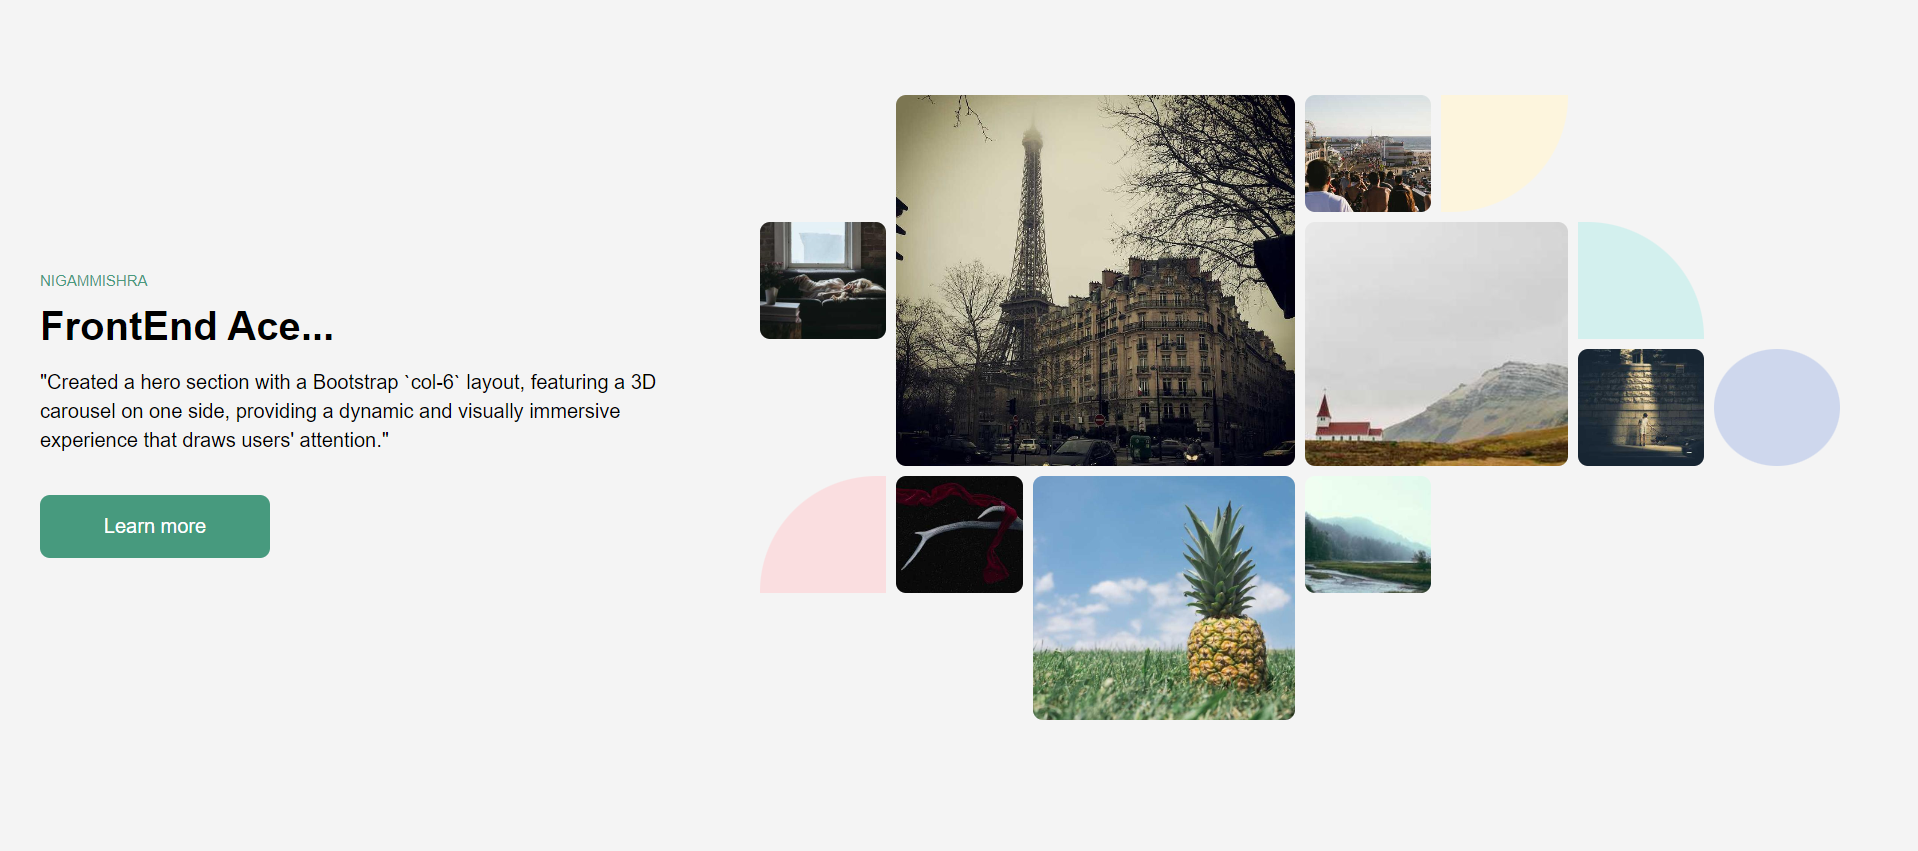 NIGAMMISHRA
FrontEnd Ace...
"Created a hero section with a Bootstrap `col-6` layout, featuring a 3D
carousel on one side, providing a dynamic and visually immersive
experience that draws users' attention."
Learn more